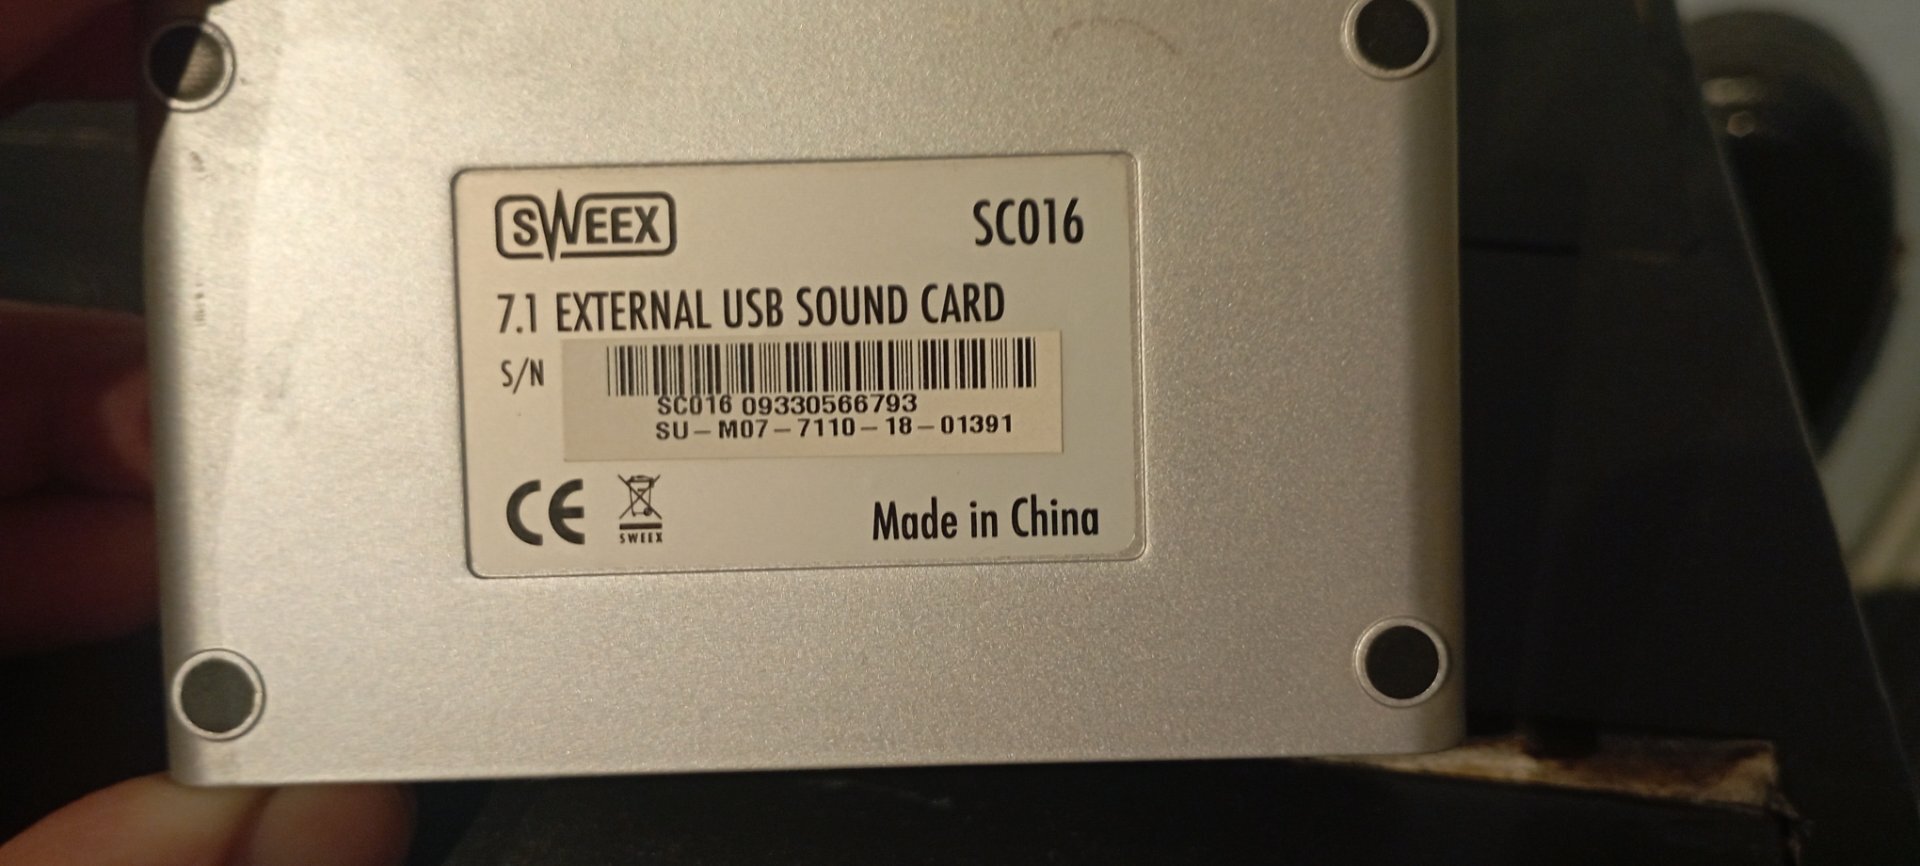 SWEEX SC016
7.1 EXTERNAL USB SOUND CARD
S/N
SC016 09330566793
SU-M07-7110-18-01391
CE SWEEX Made in China